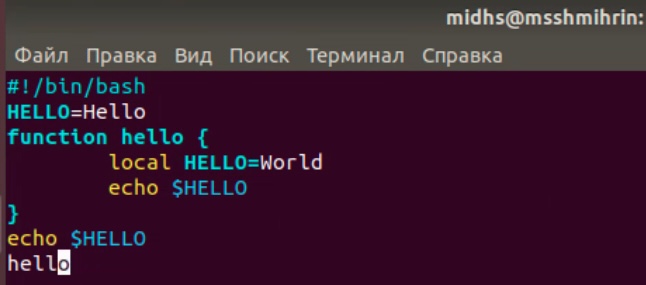 midhs@msshmihrin:
Файл Правка Вид Поиск Терминал Справка
#!/bin/bash
HELLO=Hello
function hello {
        local HELLO=World
        echo $HELLO
}
echo $HELLO
hello